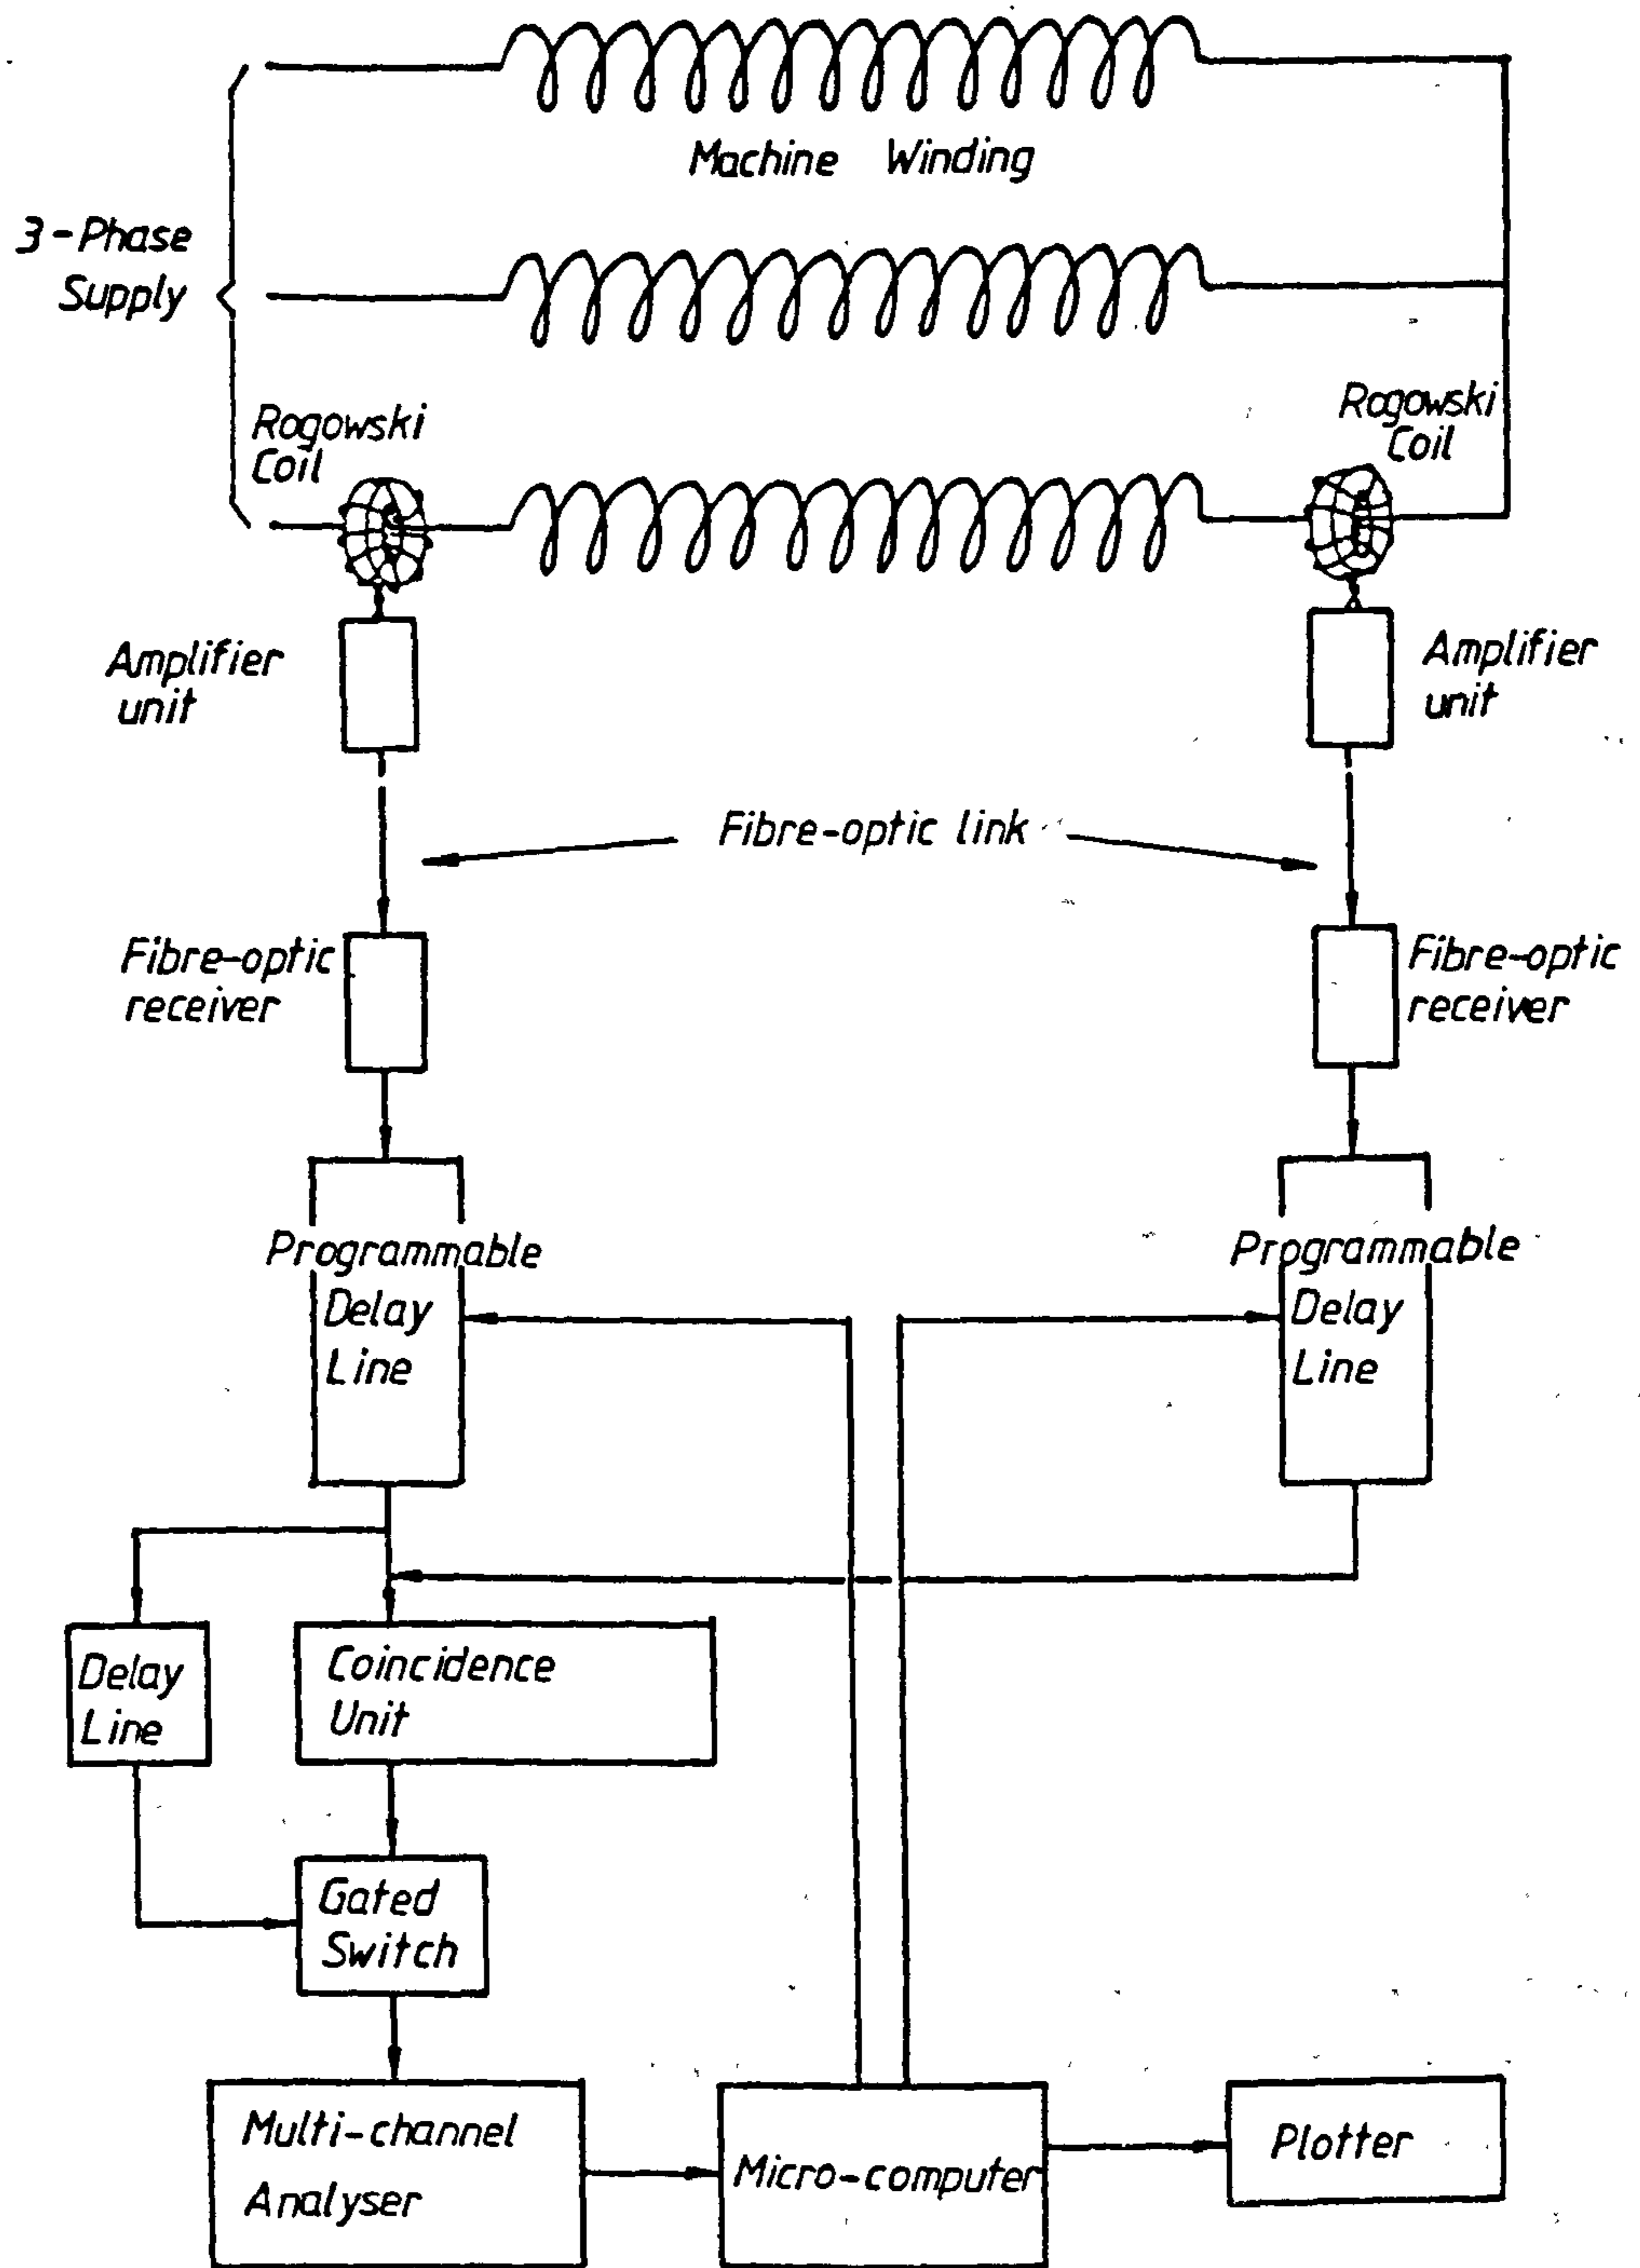 Machine Winding
3-Phase
Supply
Rogowski
Coil
Rogowski
Coil
Amplifier
unit
Amplifier
unit
Fibre-optic link
Fibre-optic
receiver
Fibre-optic
receiver
Programmable
Delay
Line
Programmable
Delay
Line
Delay
Line
Coincidence
Unit
Gated
Switch
Multi-channel
Analyser
Micro-computer
Plotter